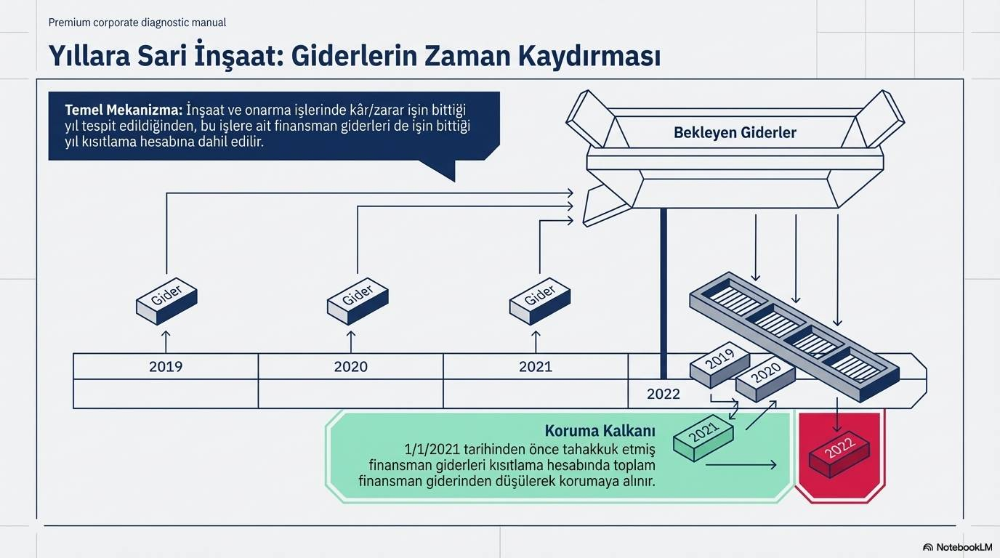 Premium corporate diagnostic manual
Yıllara Sari İnşaat: Giderlerin Zaman Kaydırması
Temel Mekanizma: İnşaat ve onarma işlerinde kâr/zarar işin bittiği
yıl tespit edildiğinden, bu işlere ait finansman giderleri de işin bittiği
yıl kısıtlama hesabına dahil edilir.
Bekleyen Giderler
Gider
Gider
Gider
2019
2020
2021
2022
2019
2020
2021
2022
Koruma Kalkanı
1/1/2021 tarihinden önce tahakkuk etmiş
finansman giderleri kısıtlama hesabında toplam
finansman giderinden düşülerek korumaya alınır.
NotebookLM